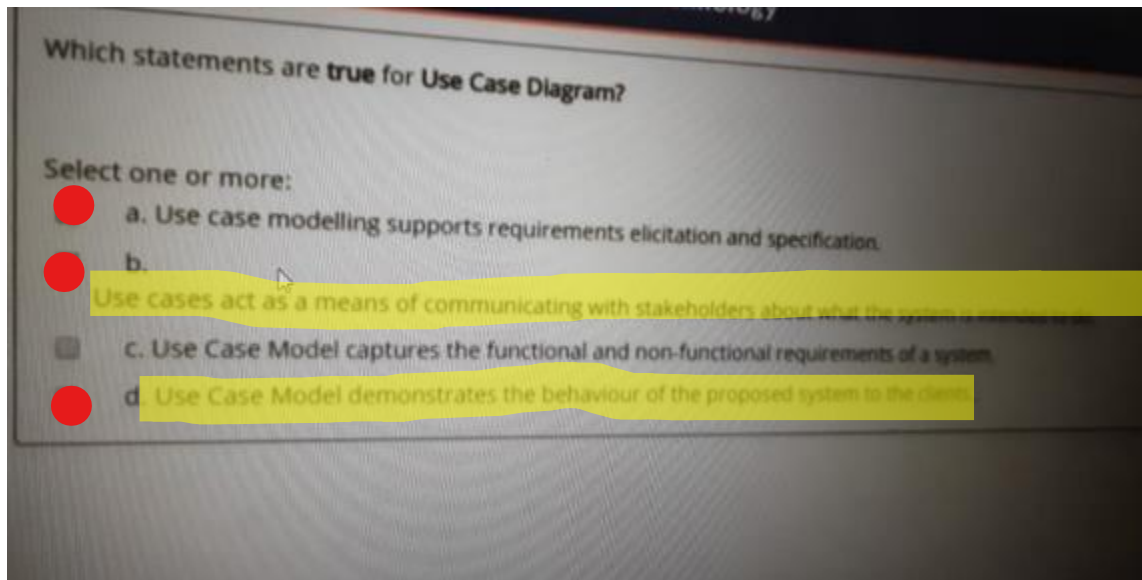 Which statements are true for Use Case Diagram?
Select one or more:
a. Use case modelling supports requirements elicitation and specification.
b.
Use cases act as a means of communicating with stakeholders about what the system is intended to do.
c. Use Case Model captures the functional and non-functional requirements of a system.
d. Use Case Model demonstrates the behaviour of the proposed system to the clients.